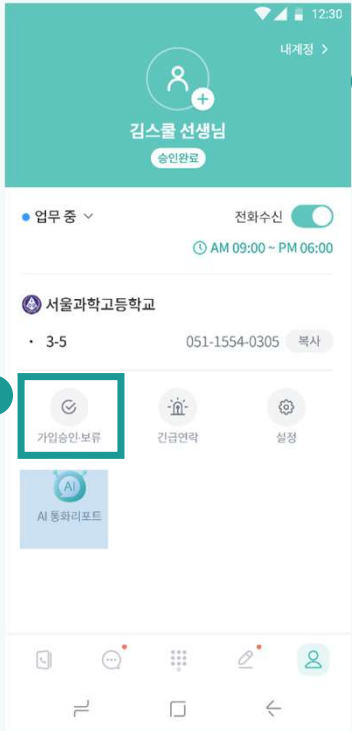 12:30
내계정 >
김스쿨 선생님
승인완료
업무 중
전화수신
AM 09:00 ~ PM 06:00
서울과학고등학교
· 3-5
051-1554-0305
복사
가입승인·보류
긴급연락
설정
AI
AI 통화리포트